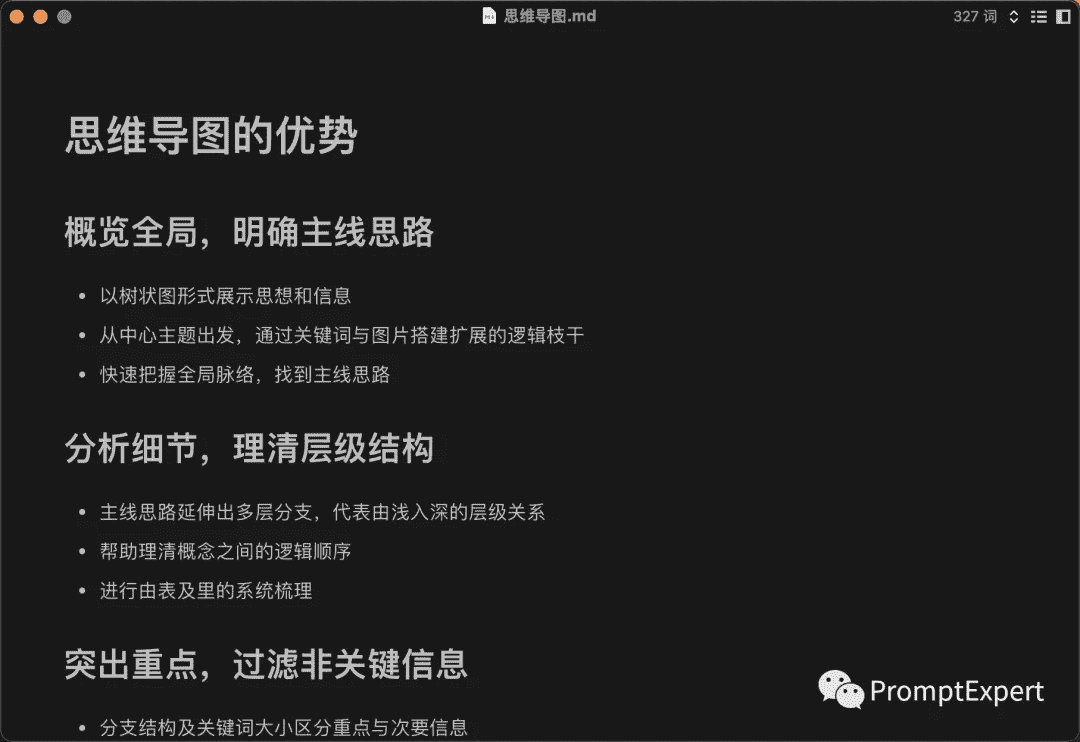 思维导图.md
327 词
思维导图的优势
概览全局，明确主线思路
• 以树状图形式展示思想和信息
• 从中心主题出发，通过关键词与图片搭建扩展的逻辑枝干
• 快速把握全局脉络，找到主线思路
分析细节，理清层级结构
• 主线思路延伸出多层分支，代表由浅入深的层级关系
• 帮助理清概念之间的逻辑顺序
• 进行由表及里的系统梳理
突出重点，过滤非关键信息
• 分支结构及关键词大小区分重点与次要信息
PromptExpert